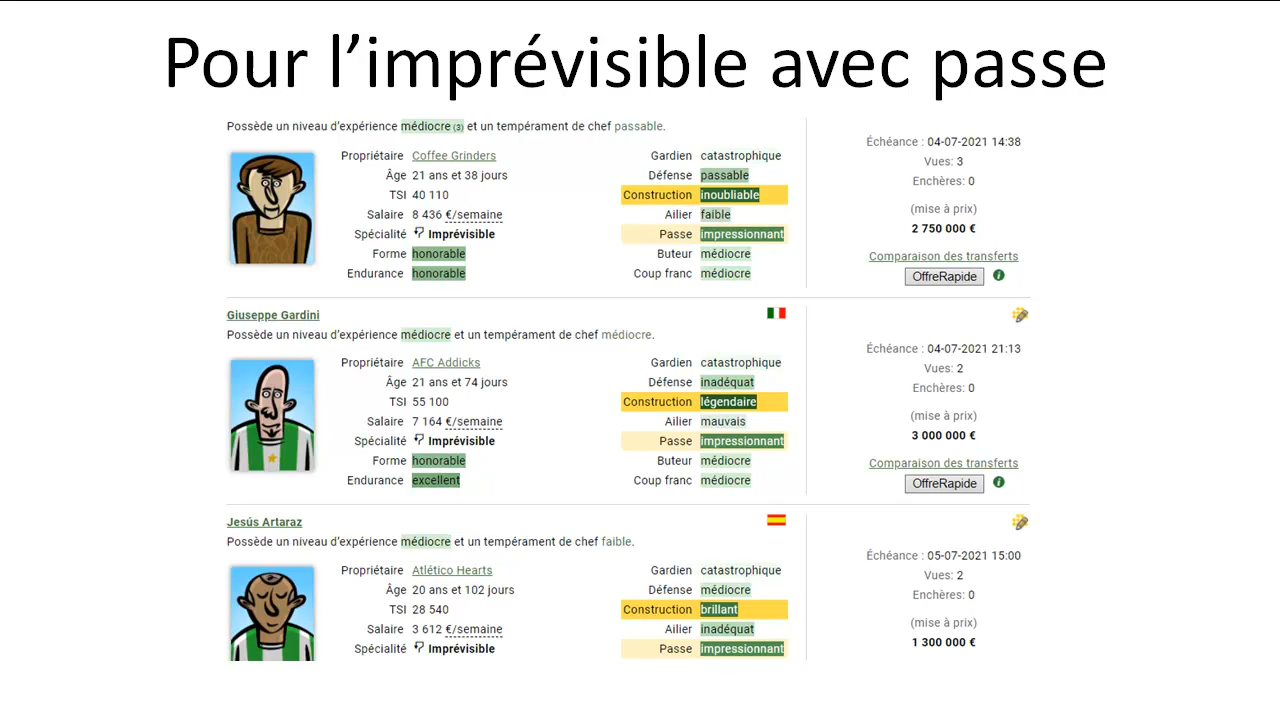 Pour l’imprévisible avec passe
Possède un niveau d’expérience médiocre (3) et un tempérament de chef passable.
Propriétaire Coffee Grinders
Âge 21 ans et 38 jours
TSI 40 110
Salaire 8 436 €/semaine
Spécialité Imprévisible
Forme honorable
Endurance honorable
Gardien catastrophique
Défense passable
Construction inoubliable
Ailier faible
Passe impressionnant
Buteur médiocre
Coup franc médiocre
Échéance : 04-07-2021 14:38
Vues: 3
Enchères: 0
(mise à prix)
2 750 000 €
Comparaison des transferts
OffreRapide
Giuseppe Gardini
Possède un niveau d’expérience médiocre et un tempérament de chef médiocre.
Propriétaire AFC Addicks
Âge 21 ans et 74 jours
TSI 55 100
Salaire 7 164 €/semaine
Spécialité Imprévisible
Forme honorable
Endurance excellent
Gardien catastrophique
Défense inadéquat
Construction légendaire
Ailier mauvais
Passe impressionnant
Buteur médiocre
Coup franc médiocre
Échéance : 04-07-2021 21:13
Vues: 2
Enchères: 0
(mise à prix)
3 000 000 €
Comparaison des transferts
OffreRapide
Jesús Artaraz
Possède un niveau d’expérience médiocre et un tempérament de chef faible.
Propriétaire Atlético Hearts
Âge 20 ans et 102 jours
TSI 28 540
Salaire 3 612 €/semaine
Spécialité Imprévisible
Gardien catastrophique
Défense médiocre
Construction brillant
Ailier inadéquat
Passe impressionnant
Échéance : 05-07-2021 15:00
Vues: 2
Enchères: 0
(mise à prix)
1 300 000 €